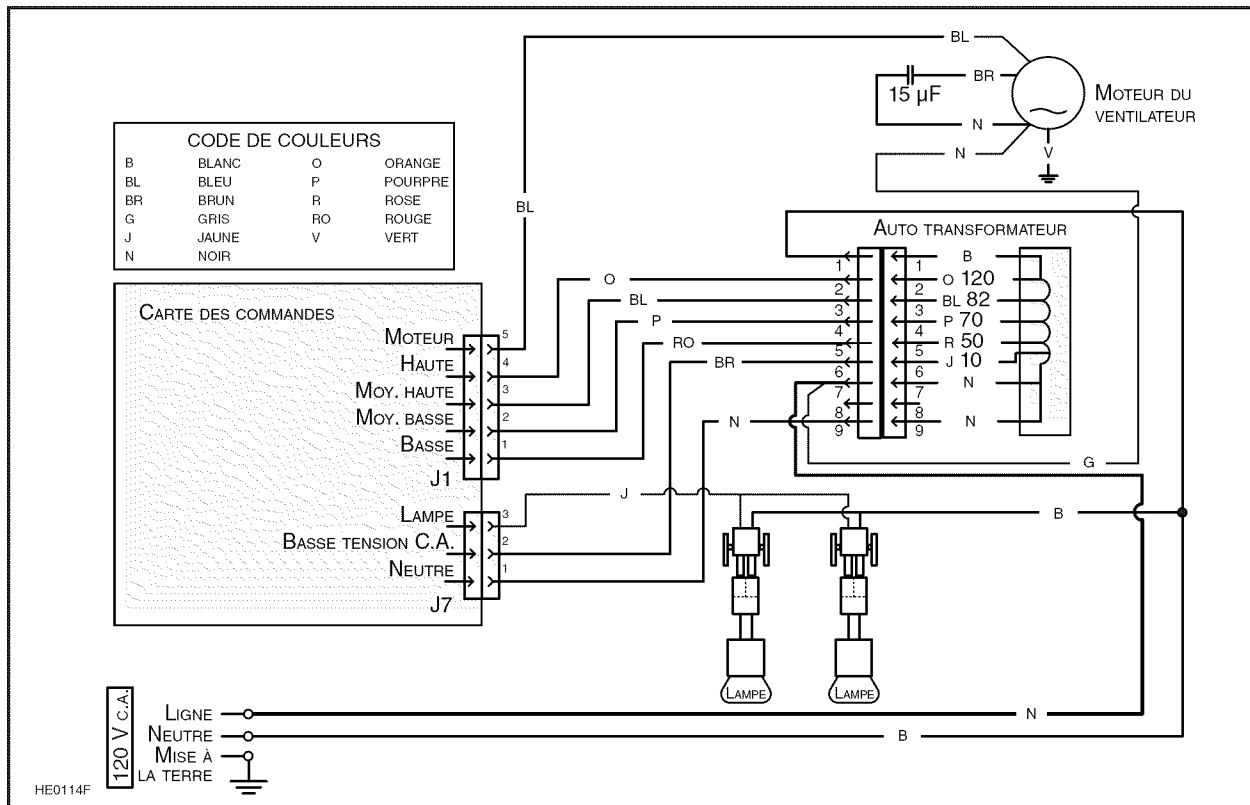 BL
BR
15 µF
MOTEUR DU
VENTILATEUR
N
N
V
CODE DE COULEURS
B BLANC O ORANGE
BL BLEU P POURPRE
BR BRUN R ROSE
G GRIS RO ROUGE
J JAUNE V VERT
N NOIR
BL
AUTO TRANSFORMATEUR
1 1 B
O 2 2 O 120
BL 3 3 BL 82
P 4 4 P 70
RO 5 5 R 50
BR 6 6 J 10
7 7 N
8 8
N 9 9 N
G
CARTE DES COMMANDES
MOTEUR 5
HAUTE 4
MOY. HAUTE 3
MOY. BASSE 2
BASSE 1
J1
LAMPE 3
BASSE TENSION C.A. 2
NEUTRE 1
J7
J
B
LAMPE LAMPE
120 V C.A.
LIGNE N
NEUTRE B
MISE À
LA TERRE
HE0114F